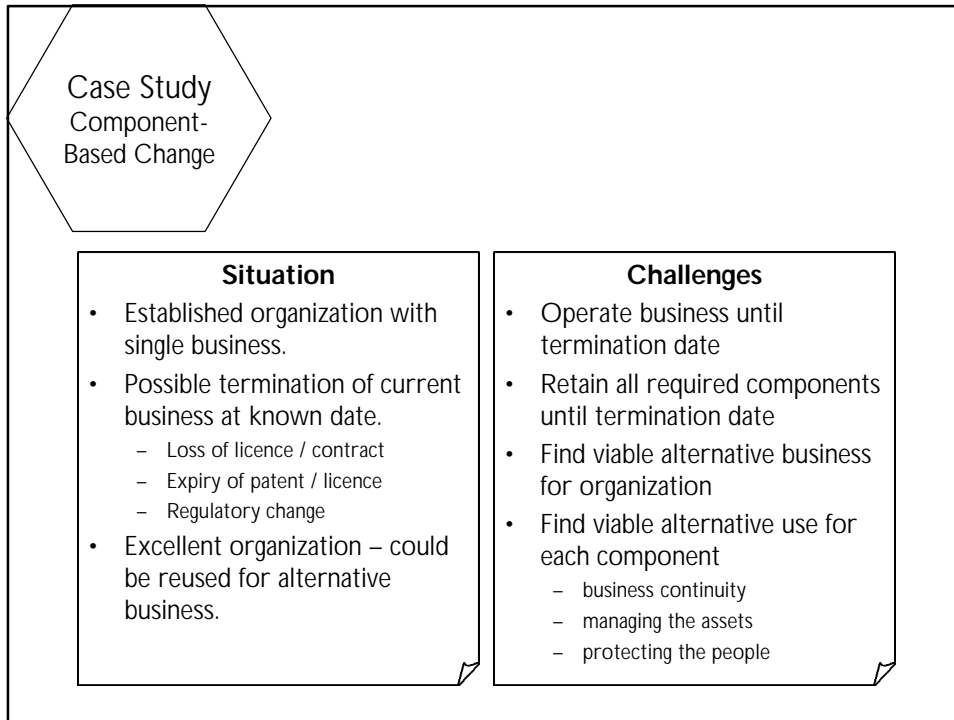 Case Study
Component-
Based Change
Situation
• Established organization with
single business.
• Possible termination of current
business at known date.
– Loss of licence / contract
– Expiry of patent / licence
– Regulatory change
• Excellent organization – could
be reused for alternative
business.
Challenges
• Operate business until
termination date
• Retain all required components
until termination date
• Find viable alternative business
for organization
• Find viable alternative use for
each component
– business continuity
– managing the assets
– protecting the people